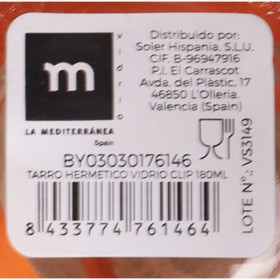 m
vidrio
LA MEDITERRÁNEA
Spain
Distribuido por:
Soler Hispania, S.L.U.
CIF. B-96947916
P.I. El Carrascot
Avda. del Plàstic, 17
46850 L'Olleria.
Valencia (Spain)
LOTE Nº.: VS3149
BY03030176146
TARRO HERMETICO VIDRIO CLIP 180ML
8 433774 761464